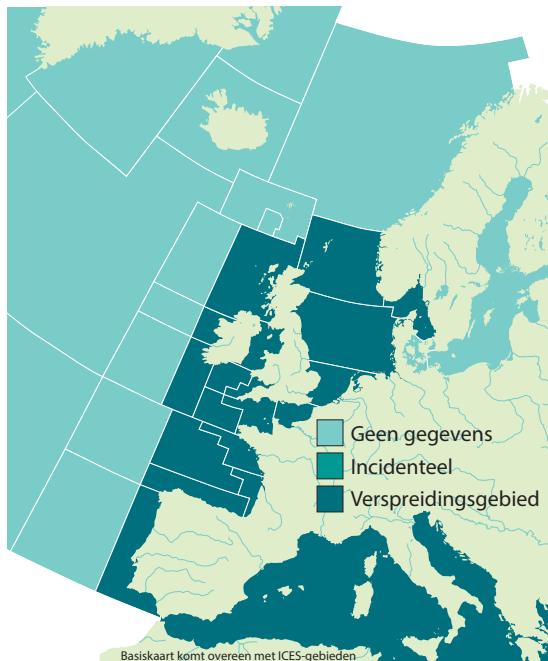 Geen gegevens
Incidenteel
Verspreidingsgebied
Basiskaart komt overeen met ICES-gebieden